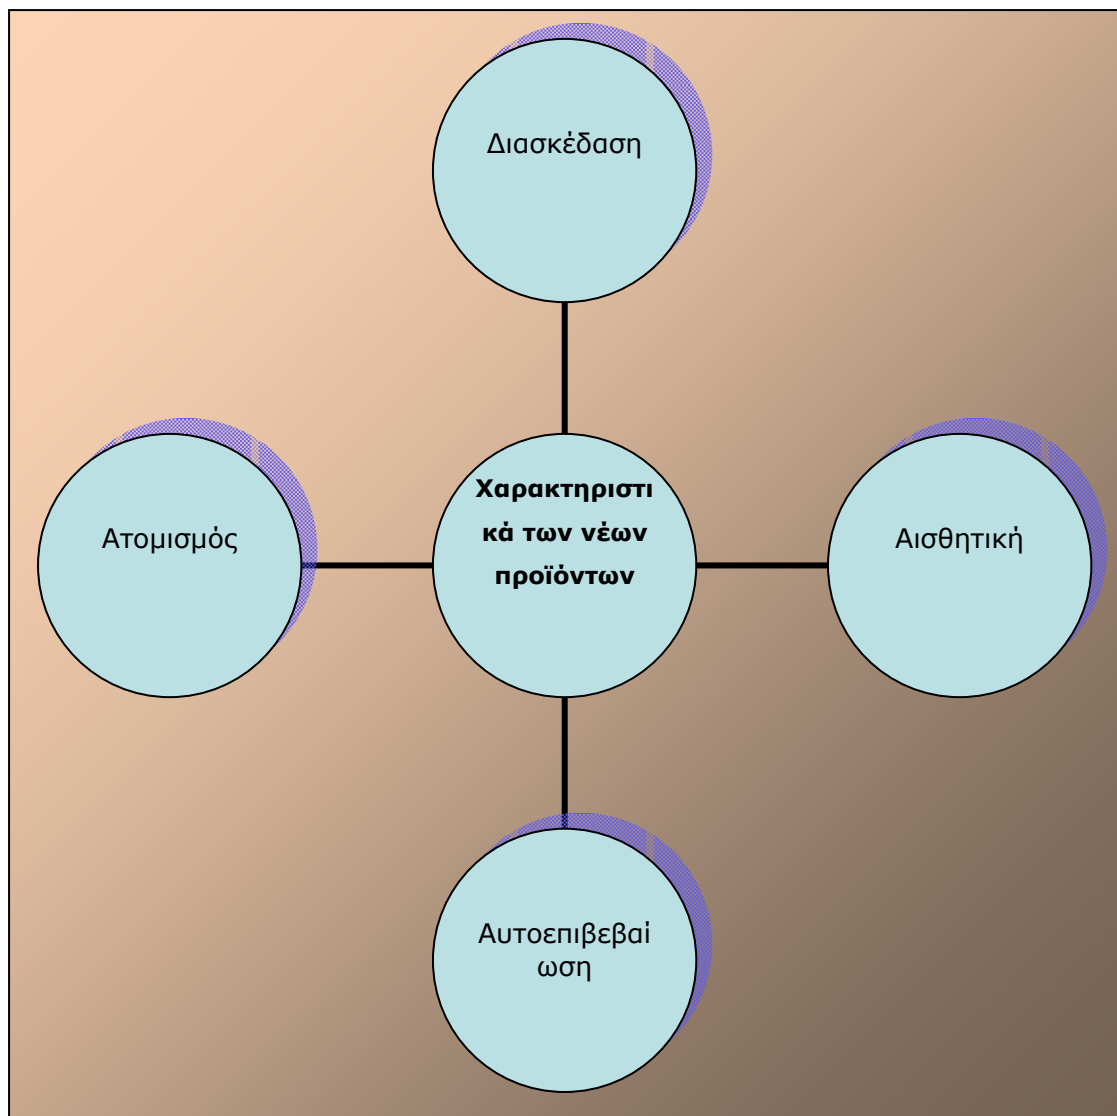 Διασκέδαση
Ατομισμός
Χαρακτηριστι
κά των νέων
προϊόντων
Αισθητική
Αυτοεπιβεβαί
ωση